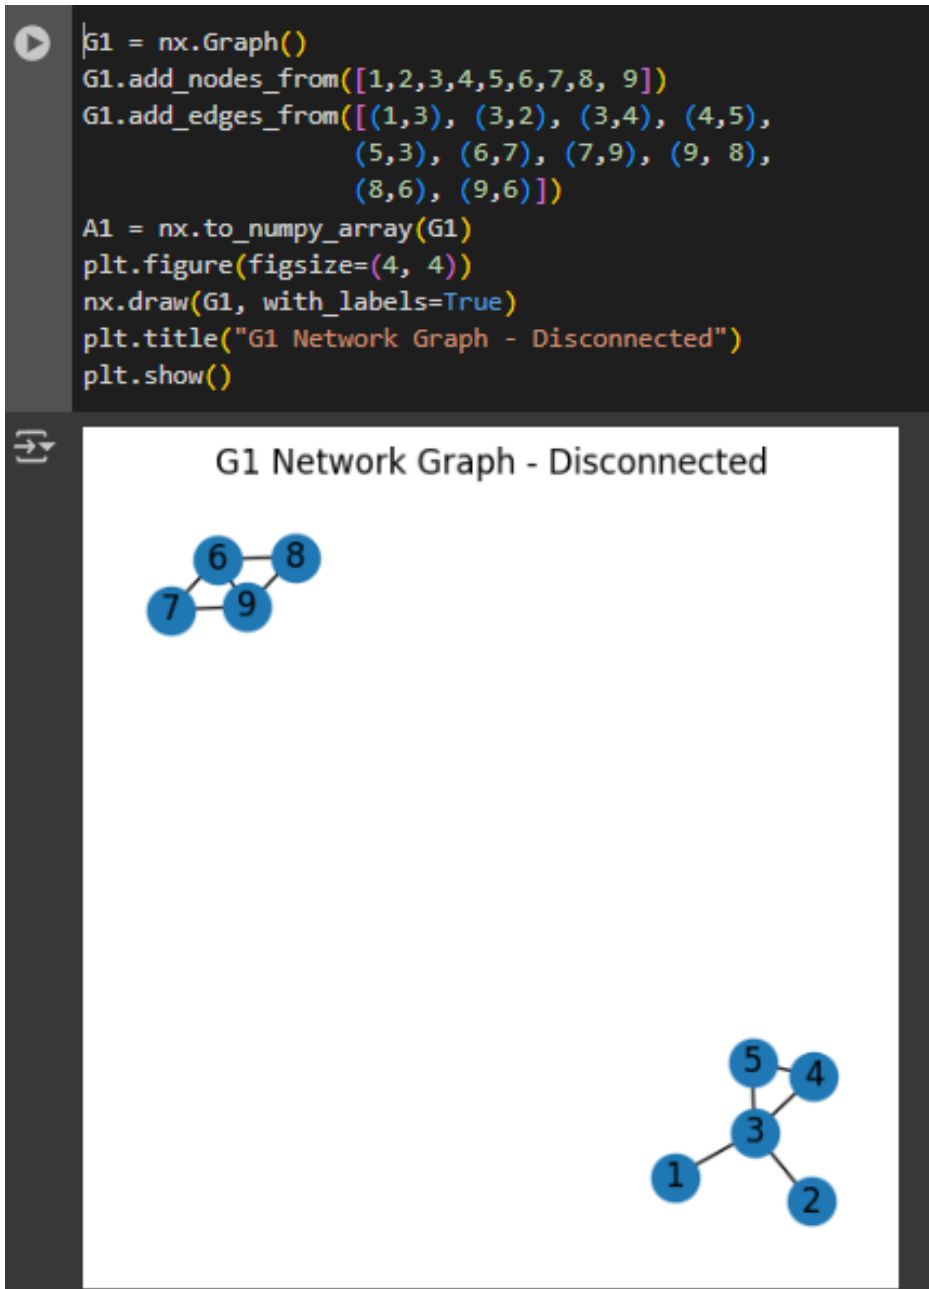 G1 = nx.Graph()
G1.add_nodes_from([1,2,3,4,5,6,7,8, 9])
G1.add_edges_from([(1,3), (3,2), (3,4), (4,5),
                   (5,3), (6,7), (7,9), (9, 8),
                   (8,6), (9,6)])
A1 = nx.to_numpy_array(G1)
plt.figure(figsize=(4, 4))
nx.draw(G1, with_labels=True)
plt.title("G1 Network Graph - Disconnected")
plt.show()
G1 Network Graph - Disconnected
6 8
7 9
5 4
3
1 2